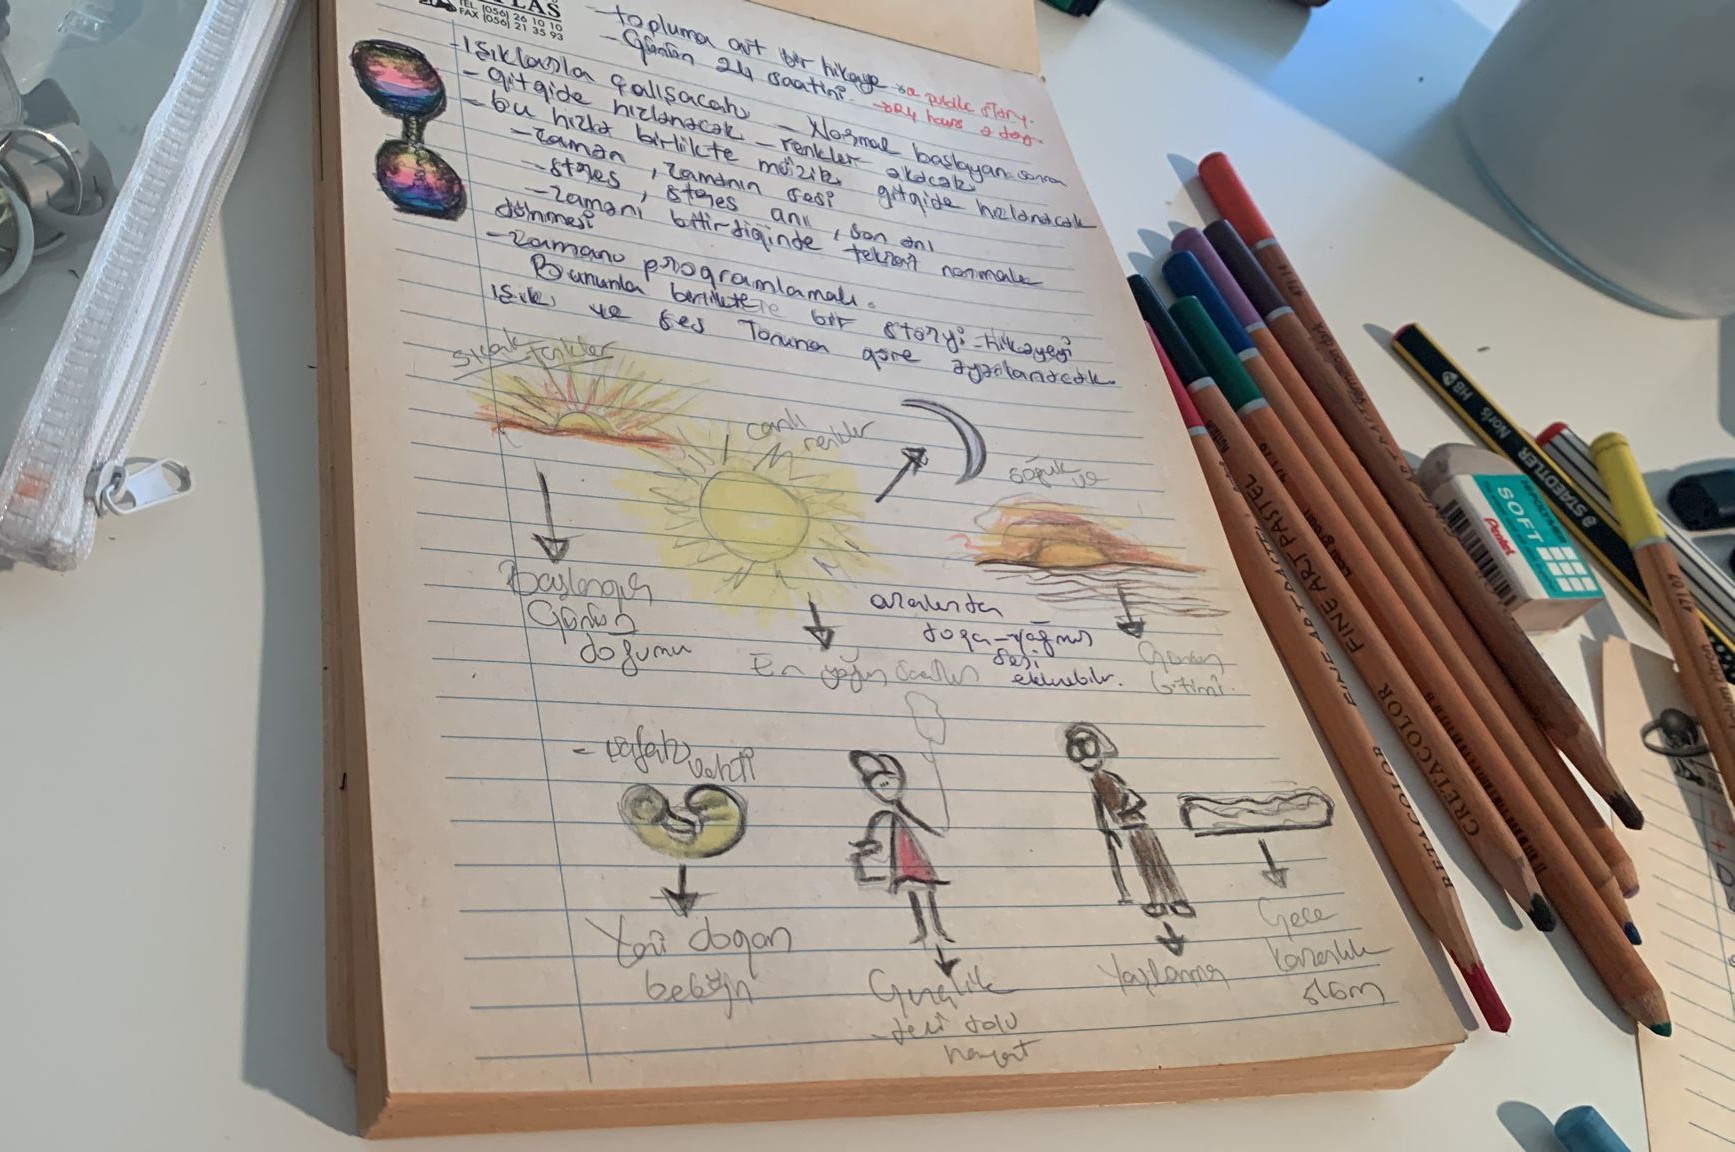 LAS
TEL (056) 26 10 10
FAX (056) 21 35 93
- topluma ait bir hikaye → a public story.
- Günün 24 saatini. → 24 hours a day.
- Işıklarla çalışacak
- gitgide hızlanacak - Normal başlayan sonra
- bu hızla birlikte müzik - renkler akacak
- zaman, zamanın sesi gitgide hızlanacak
- stres, stres anı, son anı
- zamanı bitirdiğinde tekrar normale
dönmesi
- zamanı programlamalı.
Bununla birlikte bir story: hikayeyi
ışık, ve ses Tonuna göre ayarlanacak.
sıcak renkler
canlı
renkler
soğuk ve
Başlangıç
Günün
doğumu
En yoğun saatler
aralarda
doğa-yağmur
sesi
eklenebilir.
Günün
bitimi.
- şafak vakti
Yeni doğan
bebeğin
Gençlik
- deli dolu
hayat
Yaşlanma
Gece
karanlık
ölüm
FINE ART PASTEL
CRETACOLOR
STAEDTLER
Noris HB
SOFT
Pentel